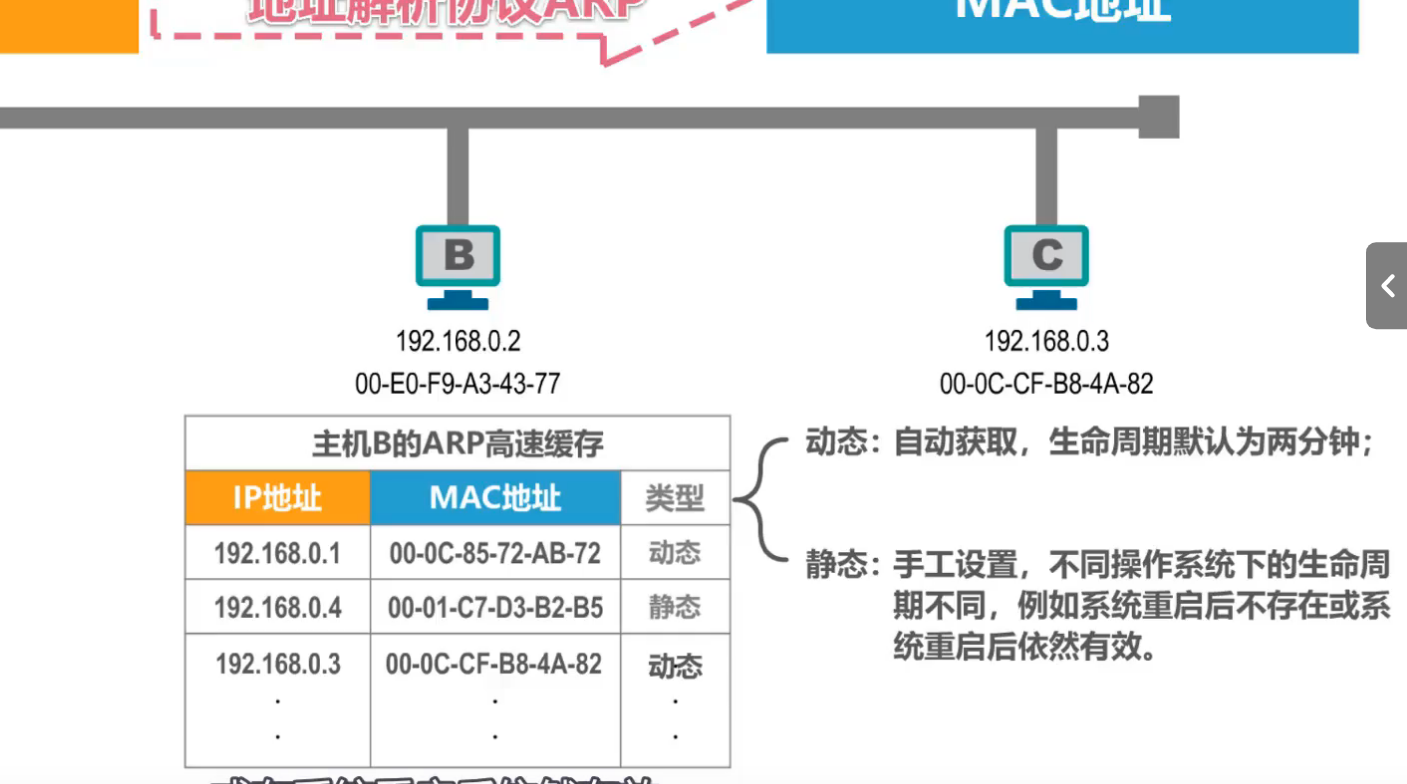 地址解析协议ARP
MAC地址
B
C
192.168.0.2
00-E0-F9-A3-43-77
192.168.0.3
00-0C-CF-B8-4A-82
主机B的ARP高速缓存
IP地址 MAC地址 类型
192.168.0.1 00-0C-85-72-AB-72 动态
192.168.0.4 00-01-C7-D3-B2-B5 静态
192.168.0.3 00-0C-CF-B8-4A-82 动态
动态：自动获取，生命周期默认为两分钟；
静态：手工设置，不同操作系统下的生命周
期不同，例如系统重启后不存在或系
统重启后依然有效。